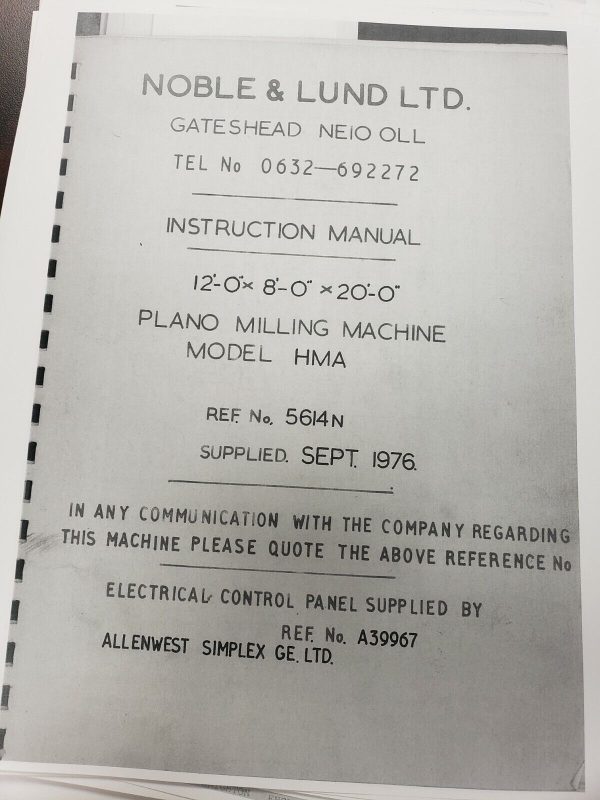 NOBLE & LUND LTD.
GATESHEAD NE10 OLL
TEL No 0632-692272
INSTRUCTION MANUAL
12'-0" × 8'-0" × 20'-0"
PLANO MILLING MACHINE
MODEL HMA
REF. No. 5614N
SUPPLIED. SEPT. 1976.
IN ANY COMMUNICATION WITH THE COMPANY REGARDING
THIS MACHINE PLEASE QUOTE THE ABOVE REFERENCE No
ELECTRICAL CONTROL PANEL SUPPLIED BY
REF. No. A39967
ALLENWEST SIMPLEX GE. LTD.